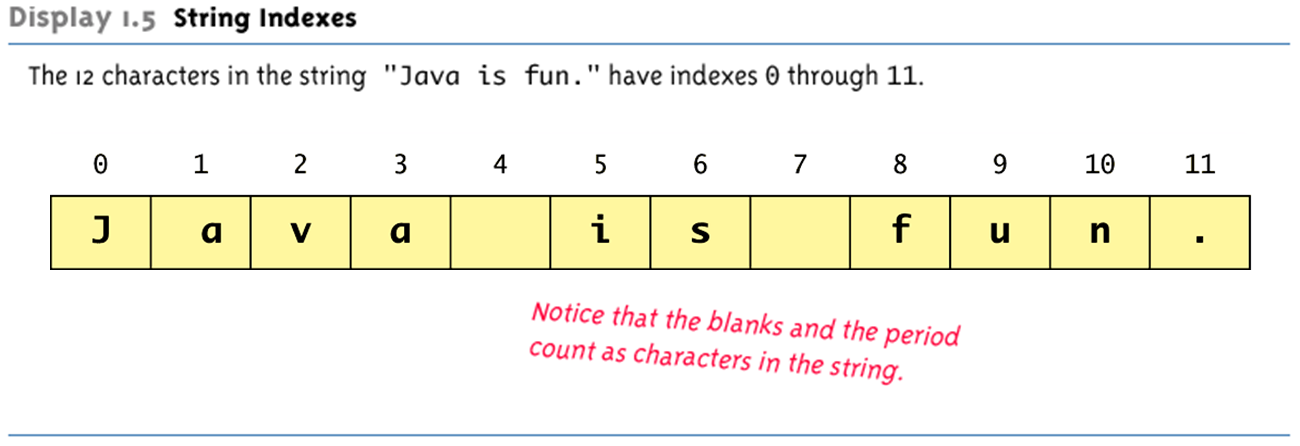 Display 1.5 String Indexes
The 12 characters in the string "Java is fun." have indexes 0 through 11.
0 1 2 3 4 5 6 7 8 9 10 11
J a v a i s f u n .
Notice that the blanks and the period
count as characters in the string.